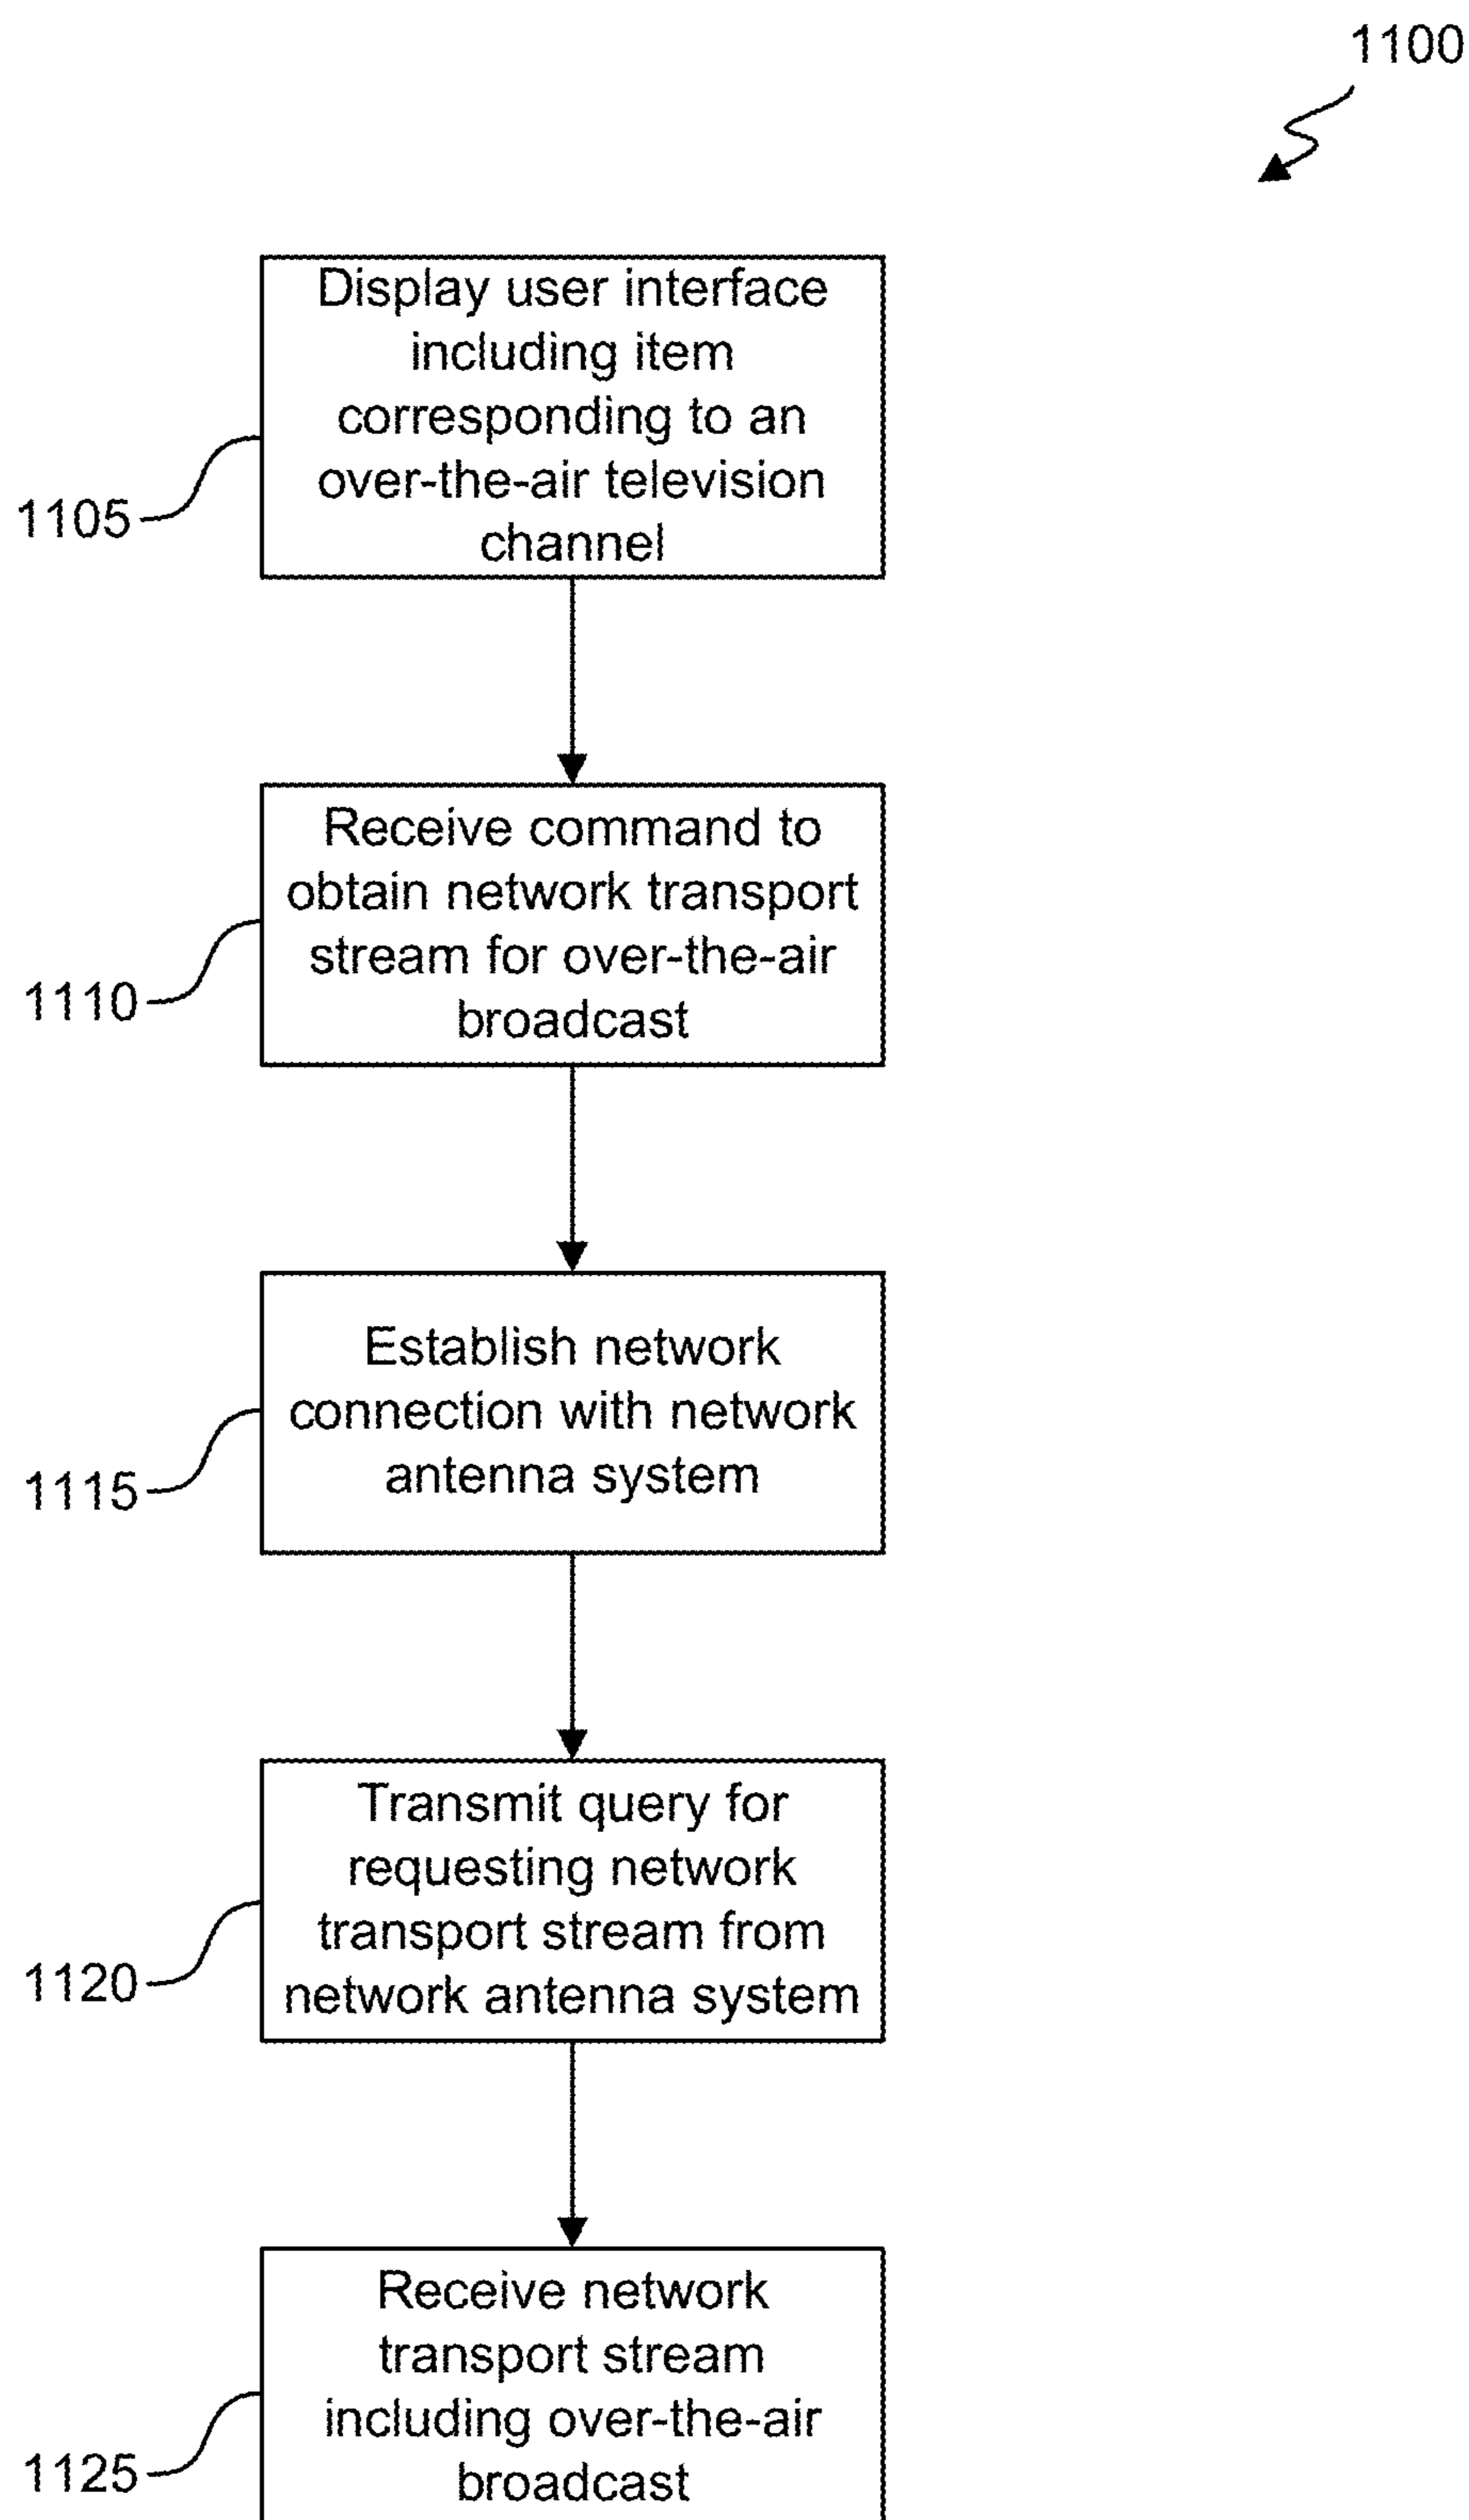 1100
Display user interface
including item
corresponding to an
over-the-air television
channel
1105
Receive command to
obtain network transport
stream for over-the-air
broadcast
1110
Establish network
connection with network
antenna system
1115
Transmit query for
requesting network
transport stream from
network antenna system
1120
Receive network
transport stream
including over-the-air
broadcast
1125